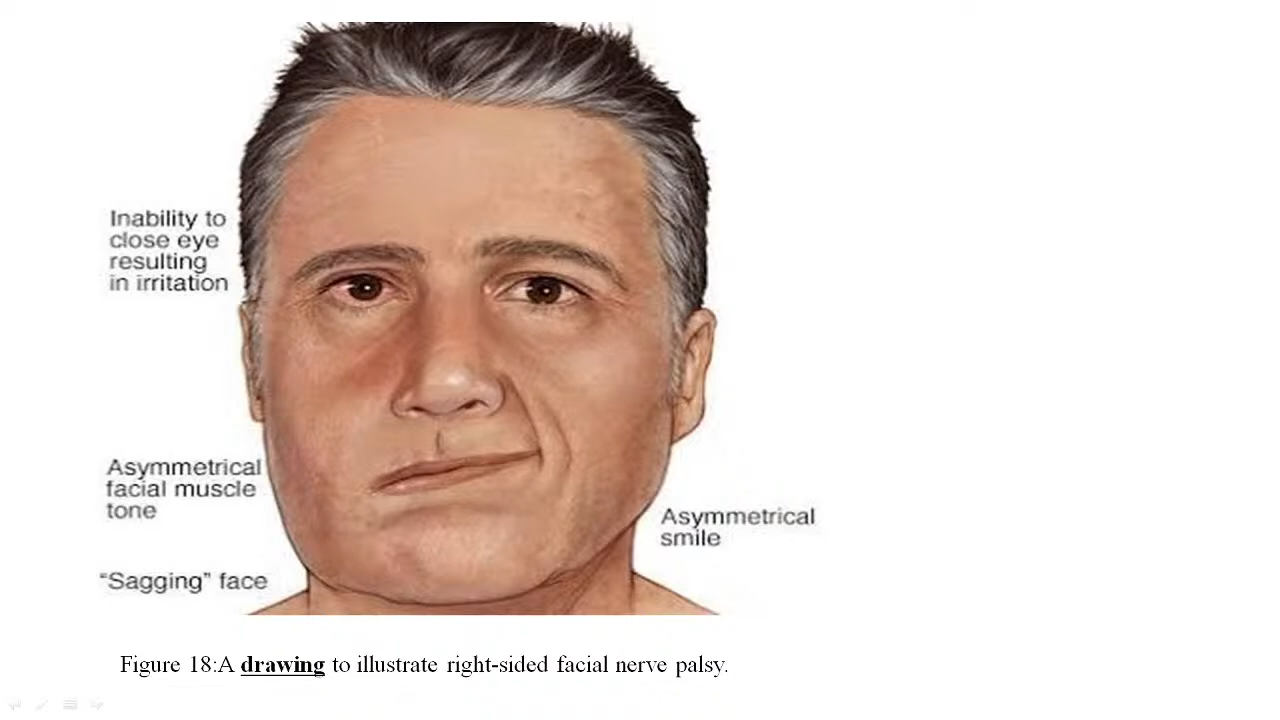 Inability to
close eye
resulting
in irritation
Asymmetrical
facial muscle
tone
Asymmetrical
smile
“Sagging” face
Figure 18:A drawing to illustrate right-sided facial nerve palsy.